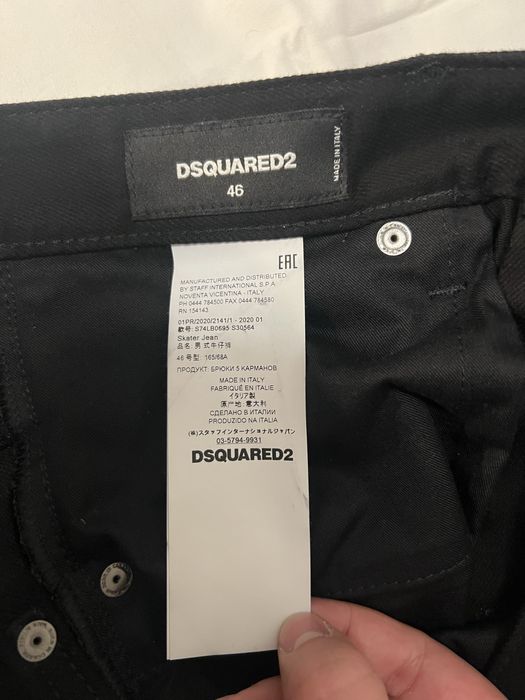 DSQUARED2
46
MADE IN ITALY
EAC
MANUFACTURED AND DISTRIBUTED
BY STAFF INTERNATIONAL S.P.A
NOVENTA VICENTINA - ITALY
PH 0444 784500 FAX 0444 784580
RN 154143
01PR/2020/2141/1 - 2020 01
款号: S74LB0695 S30564
Skater Jean
品名: 男式牛仔裤
46 号型: 165/68A
ПРОДУКТ: БРЮКИ 5 КАРМАНОВ
MADE IN ITALY
FABRIQUÉ EN ITALIE
イタリア製
原产地: 意大利
СДЕЛАНО В ИТАЛИИ
PRODUZIDO NA ITALIA
(株)スタッフインターナショナルジャパン
03-5794-9931
DSQUARED2